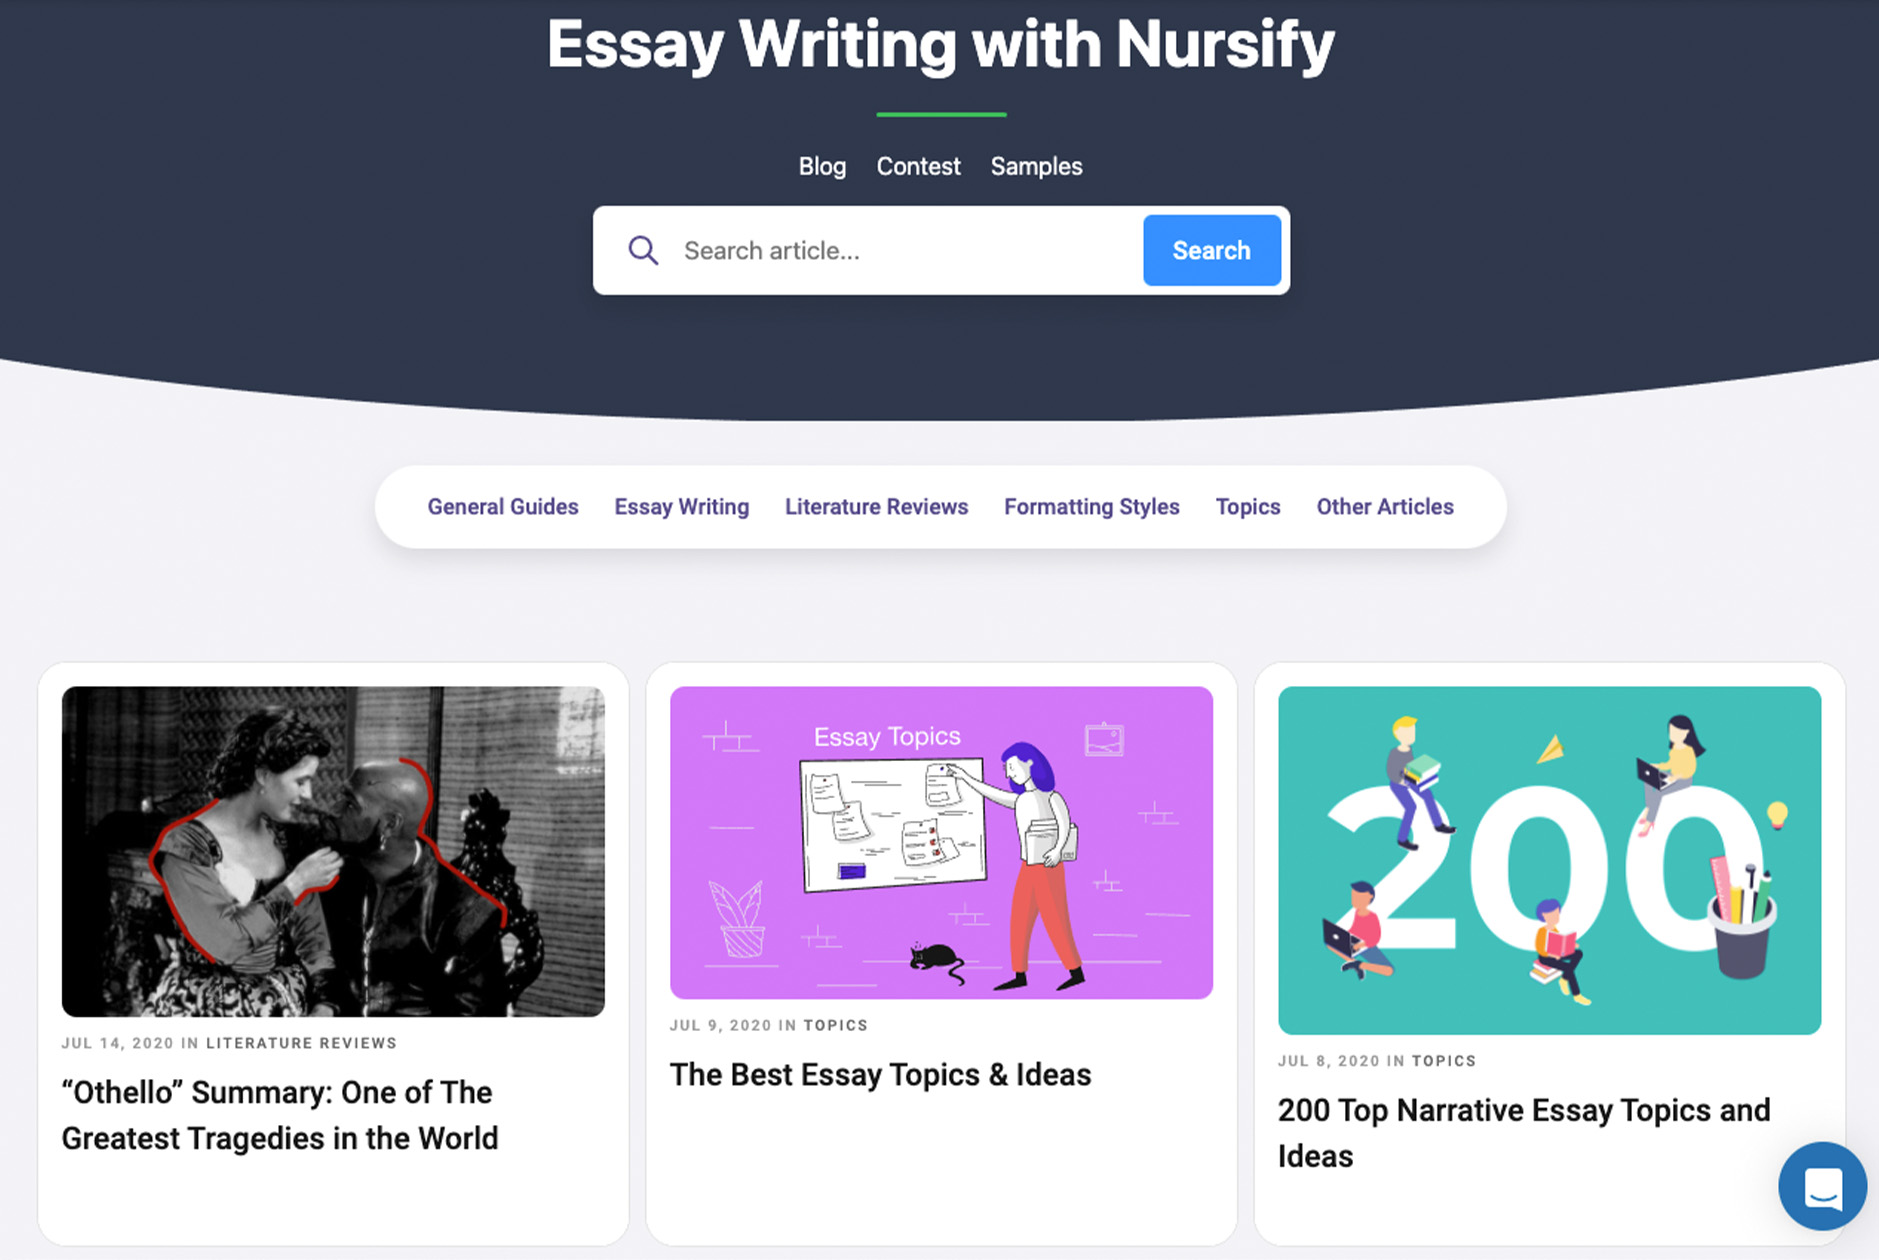 Essay Writing with Nursify
Blog Contest Samples
Search article... Search
General Guides Essay Writing Literature Reviews Formatting Styles Topics Other Articles
JUL 14, 2020 IN LITERATURE REVIEWS
“Othello” Summary: One of The
Greatest Tragedies in the World
Essay Topics
JUL 9, 2020 IN TOPICS
The Best Essay Topics & Ideas
200
JUL 8, 2020 IN TOPICS
200 Top Narrative Essay Topics and
Ideas